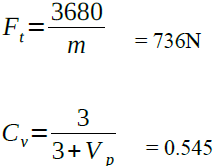 F_t = 3680/m = 736N
C_v = 3/(3+V_p) = 0.545